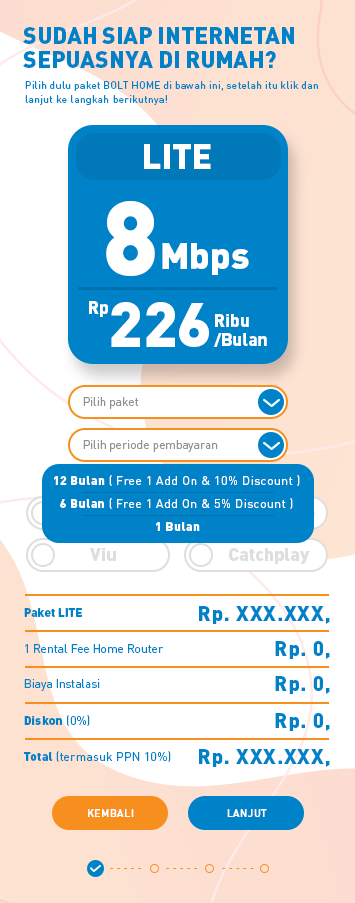 SUDAH SIAP INTERNETAN
SEPUASNYA DI RUMAH?
Pilih dulu paket BOLT HOME di bawah ini, setelah itu klik dan
lanjut ke langkah berikutnya!
LITE
8 Mbps
Rp 226 Ribu
/Bulan
Pilih paket
Pilih periode pembayaran
12 Bulan ( Free 1 Add On & 10% Discount )
6 Bulan ( Free 1 Add On & 5% Discount )
1 Bulan
Viu Catchplay
Paket LITE Rp. XXX.XXX,
1 Rental Fee Home Router Rp. 0,
Biaya Instalasi Rp. 0,
Diskon (0%) Rp. 0,
Total (termasuk PPN 10%) Rp. XXX.XXX,
KEMBALI LANJUT